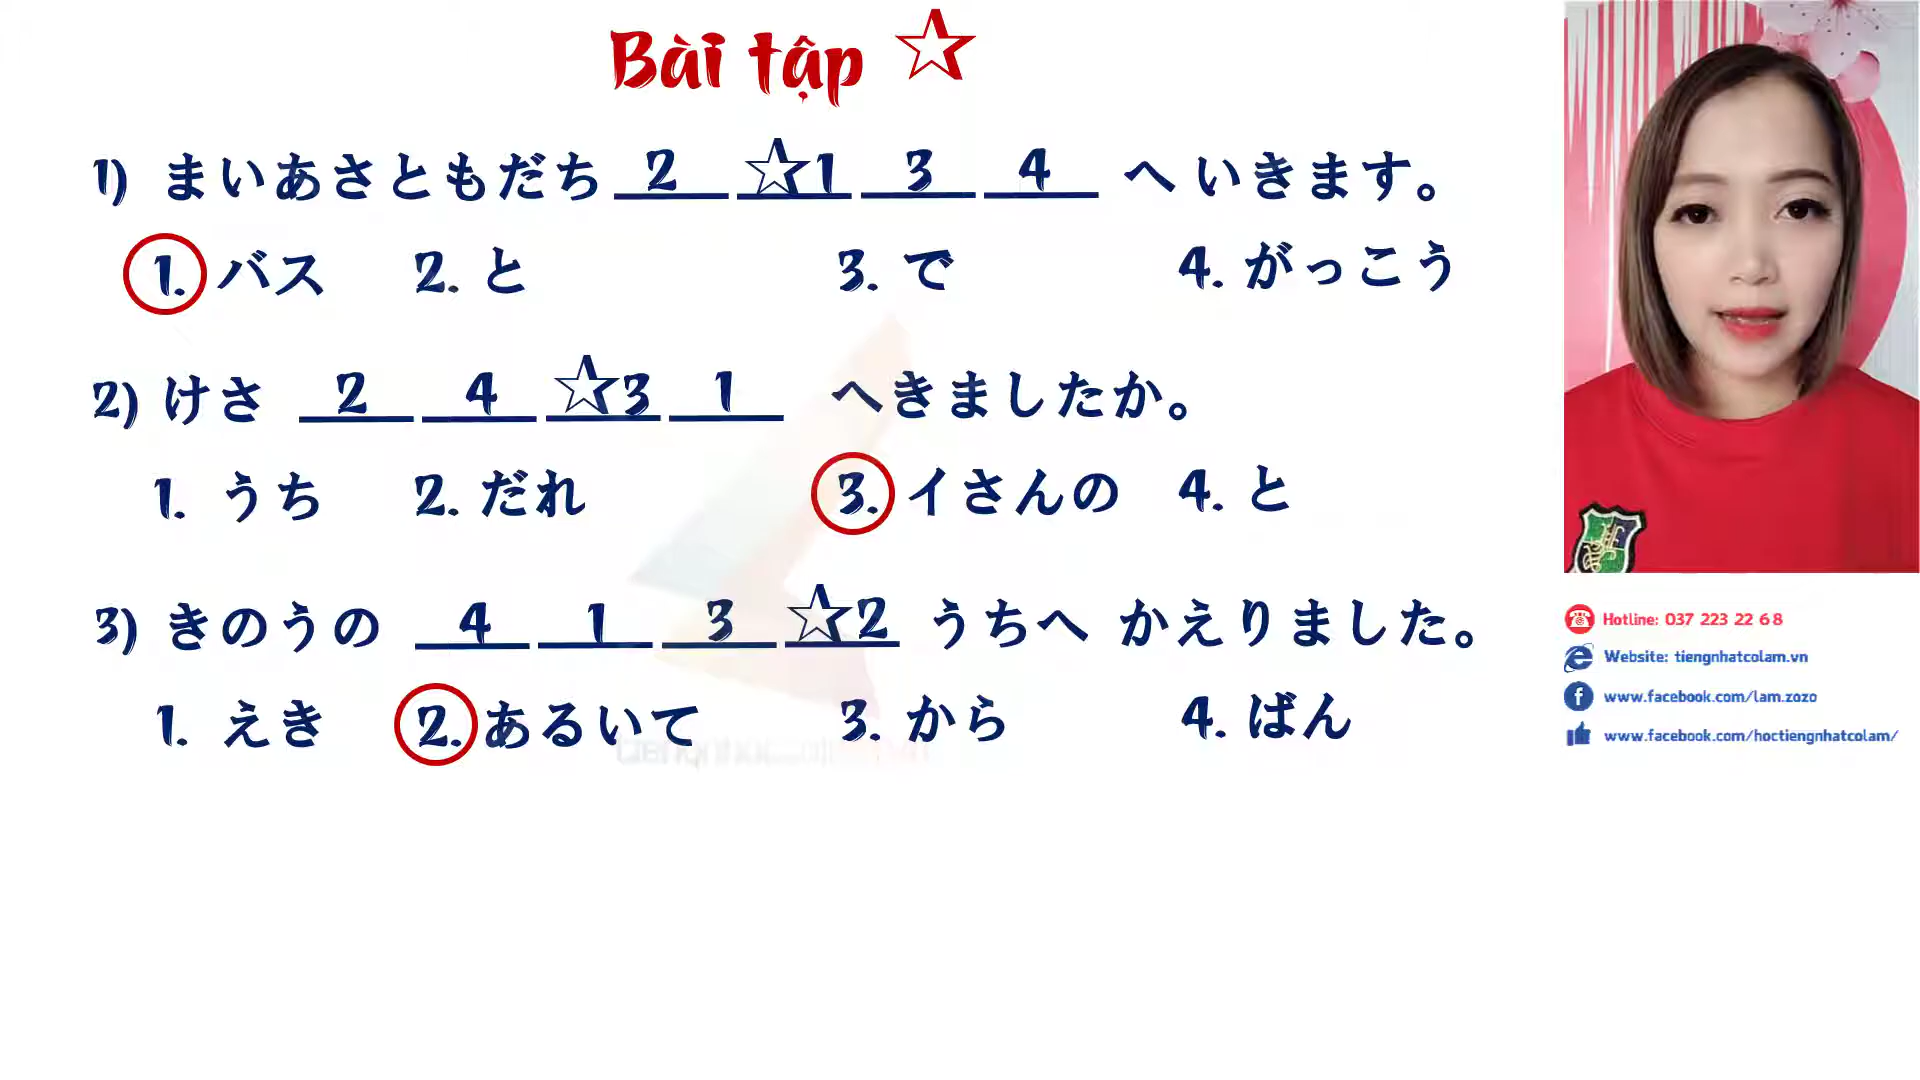 Bài tập ☆
1) まいあさともだち 2 ☆1 3 4 へ いきます。
1. バス 2. と 3. で 4. がっこう
2) けさ 2 4 ☆3 1 へきましたか。
1. うち 2. だれ 3. イさんの 4. と
3) きのうの 4 1 3 ☆2 うちへ かえりました。
1. えき 2. あるいて 3. から 4. ばん
Hotline: 037 223 22 68
Website: tiengnhatcolam.vn
www.facebook.com/lam.zozo
www.facebook.com/hoctiengnhatcolam/